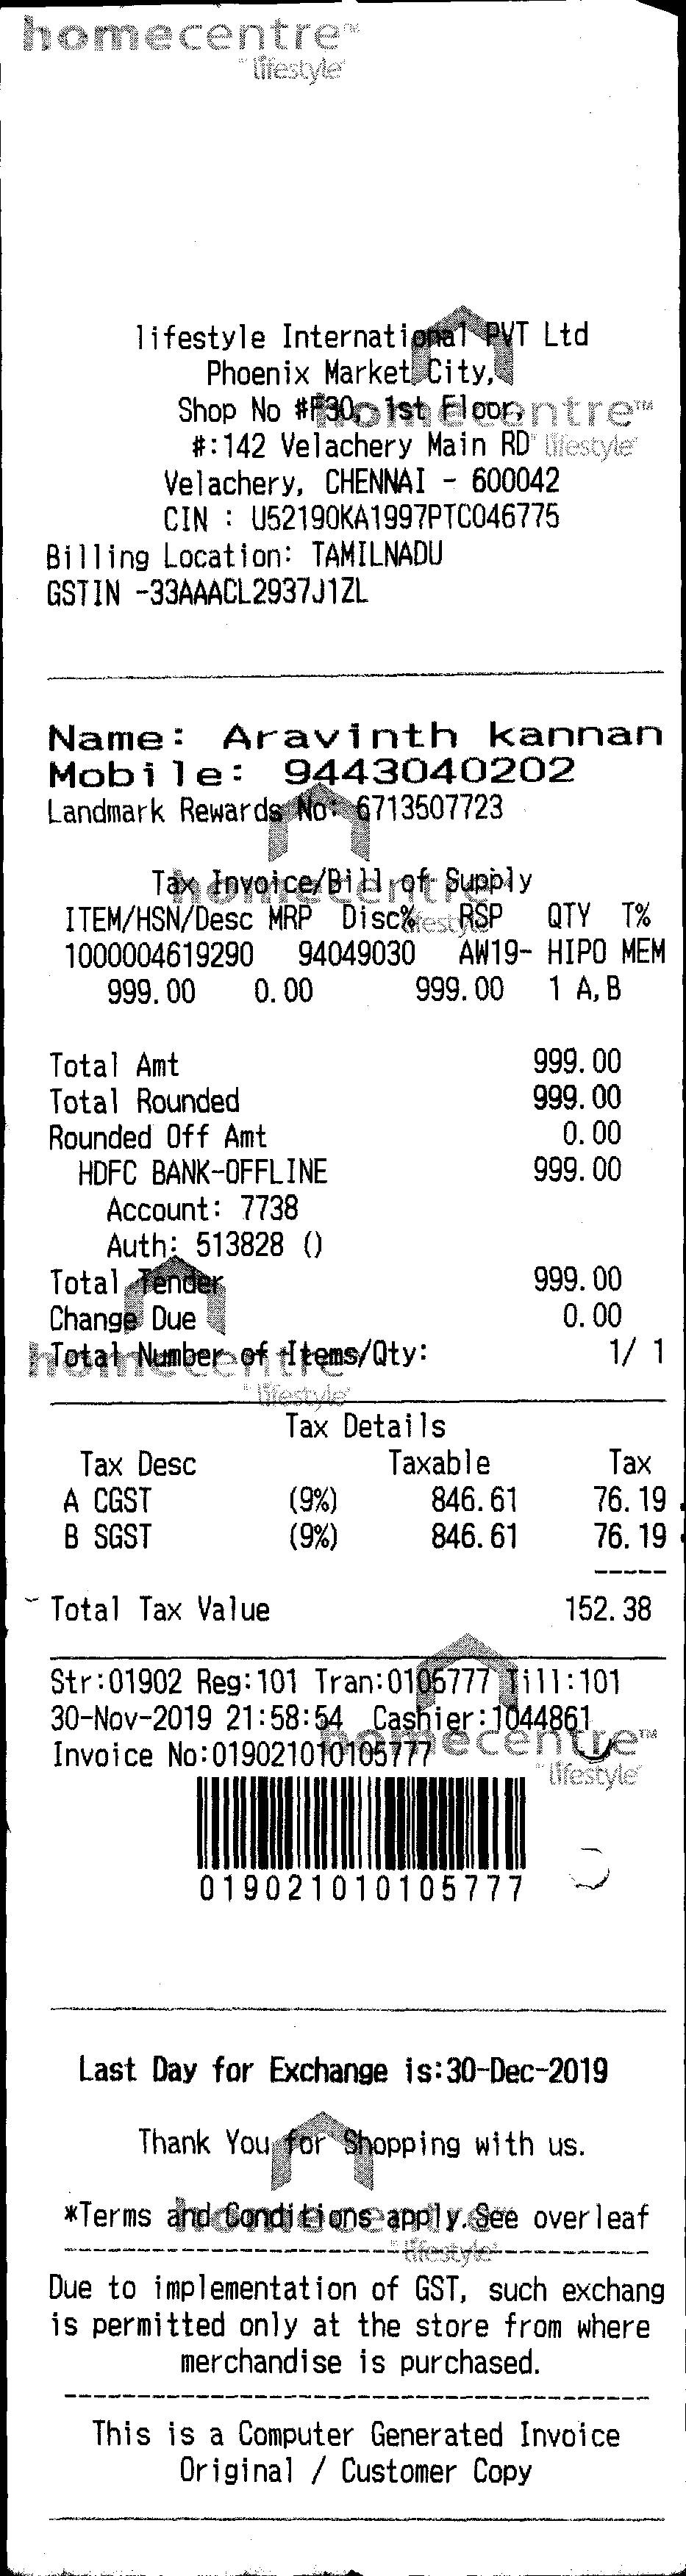 homecentre™
lifestyle
lifestyle International PVT Ltd
Phoenix Market City,
Shop No #F30, 1st Floor,
#:142 Velachery Main RD
Velachery, CHENNAI - 600042
CIN : U52190KA1997PTC046775
Billing Location: TAMILNADU
GSTIN -33AAACL2937J1ZL
Name: Aravinth kannan
Mobile: 9443040202
Landmark Rewards No: 6713507723
Tax Invoice/Bill of Supply
ITEM/HSN/Desc MRP Disc% RSP QTY T%
1000004619290 94049030 AW19- HIPO MEM
999.00 0.00 999.00 1 A,B
Total Amt 999.00
Total Rounded 999.00
Rounded Off Amt 0.00
HDFC BANK-OFFLINE 999.00
Account: 7738
Auth: 513828 ()
Total Tender 999.00
Change Due 0.00
Total Number of Items/Qty: 1/ 1
Tax Details
Tax Desc Taxable Tax
A CGST (9%) 846.61 76.19
B SGST (9%) 846.61 76.19
-----
Total Tax Value 152.38
Str:01902 Reg:101 Tran:0105777 Till:101
30-Nov-2019 21:58:54 Cashier:1044861
Invoice No:019021010105777
019021010105777
Last Day for Exchange is:30-Dec-2019
Thank You for Shopping with us.
*Terms and Conditions apply.See overleaf
Due to implementation of GST, such exchang
is permitted only at the store from where
merchandise is purchased.
This is a Computer Generated Invoice
Original / Customer Copy